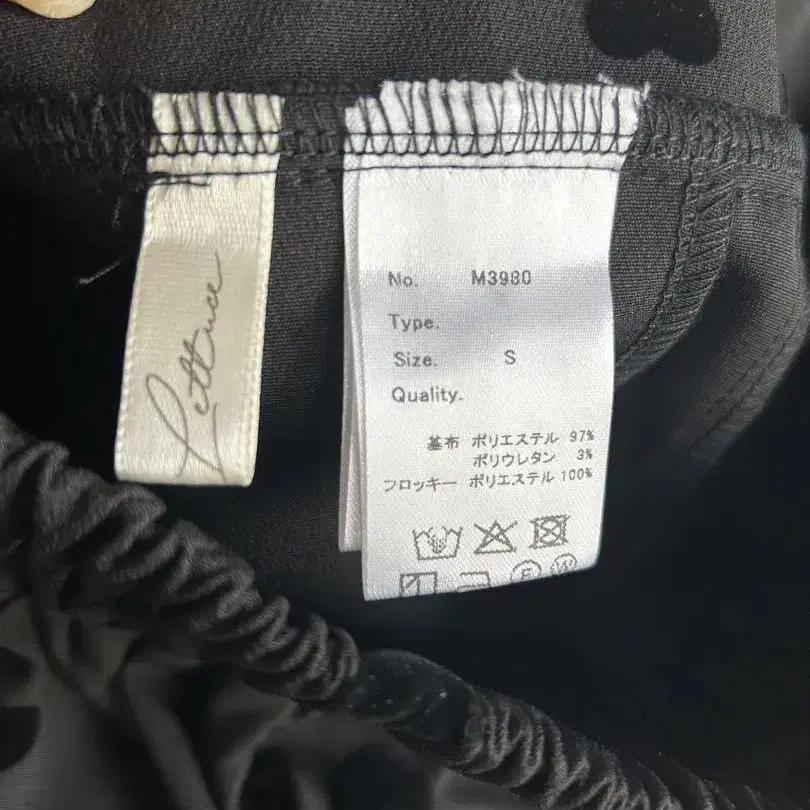 Lettuce
No. M3980
Type.
Size. S
Quality.
基布 ポリエステル 97%
ポリウレタン 3%
フロッキー ポリエステル 100%
F W